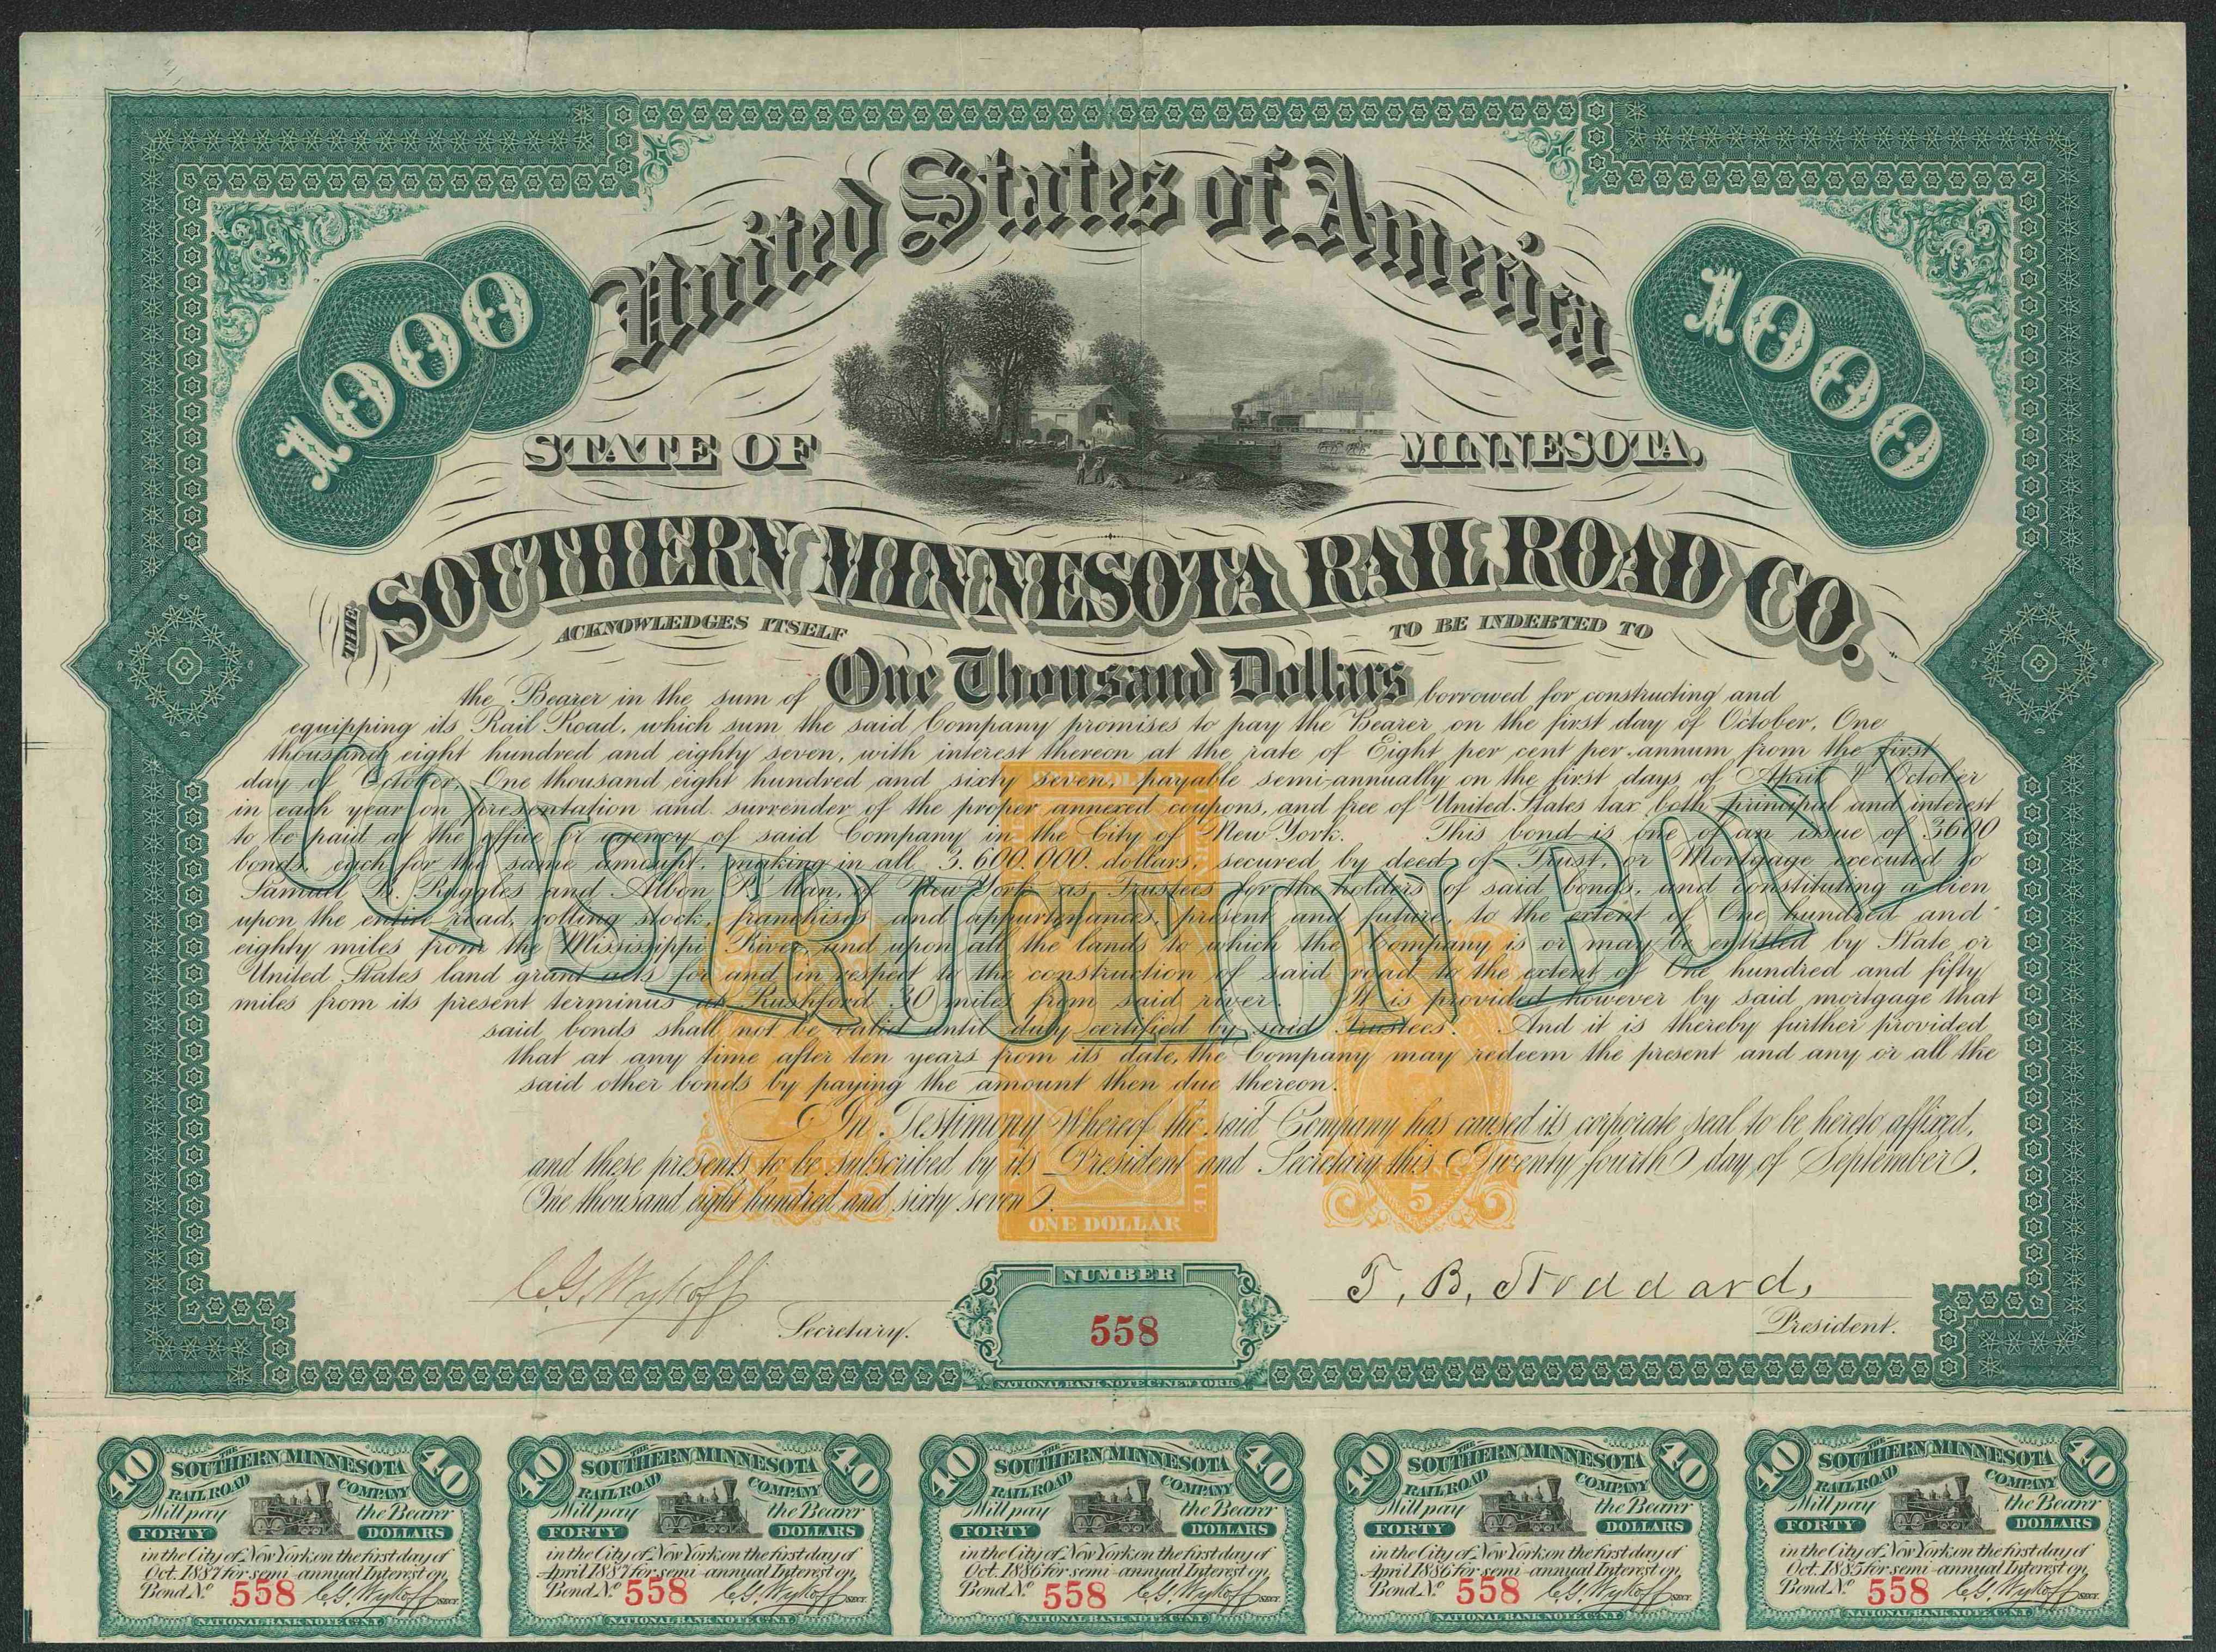 United States of America
1000
1000
STATE OF MINNESOTA.
THE SOUTHERN MINNESOTA RAIL ROAD CO.
ACKNOWLEDGES ITSELF TO BE INDEBTED TO
the Bearer in the sum of One Thousand Dollars borrowed for constructing and
equipping its Rail Road, which sum the said Company promises to pay the Bearer on the first day of October, One
thousand eight hundred and eighty seven, with interest thereon at the rate of Eight per cent per annum from the first
day of October, One thousand eight hundred and sixty seven, payable semi-annually on the first days of April & October
in each year on presentation and surrender of the proper annexed coupons, and free of United States tax both principal and interest
to be paid at the office or agency of said Company in the City of New York. This bond is one of an issue of 3600
bonds, each for the same amount, making in all 3.600.000. dollars, secured by deed of Trust, or Mortgage executed to
Samuel B. Ruggles and Albon P. Man, of New York as Trustees for the holders of said bonds, and constituting a lien
upon the entire road, rolling stock, franchises and appurtenances, present and future, to the extent of One hundred and
eighty miles from the Mississippi River and upon all the lands to which the Company is or may be entitled by State or
United States land grant acts for and in respect to the construction of said road to the extent of One hundred and fifty
miles from its present terminus at Rushford 30 miles from said river. It is provided however by said mortgage that
said bonds shall not be valid until duly certified by said Trustees. And it is thereby further provided
that at any time after ten years from its date, the Company may redeem the present and any or all the
said other bonds by paying the amount then due thereon.
CONSTRUCTION BOND
In Testimony Whereof the said Company has caused its corporate seal to be hereto affixed,
and these presents to be subscribed by its President and Secretary this Twenty fourth day of September,
One thousand eight hundred and sixty seven.
5
CENTS
5
ONE DOLLAR
C.G. Wykoff
Secretary.
NUMBER
558
T. B. Stoddard,
President.
NATIONAL BANK NOTE CO. NEW YORK
40 THE SOUTHERN MINNESOTA 40
RAILROAD COMPANY
Will pay the Bearer
FORTY DOLLARS
in the City of New York on the first day of
Oct. 1887 for semi-annual Interest on
Bond No. 558 C.G. Wykoff SECY.
NATIONAL BANK NOTE CO. N.Y.
40 THE SOUTHERN MINNESOTA 40
RAILROAD COMPANY
Will pay the Bearer
FORTY DOLLARS
in the City of New York on the first day of
April 1887 for semi-annual Interest on
Bond No. 558 C.G. Wykoff SECY.
NATIONAL BANK NOTE CO. N.Y.
40 THE SOUTHERN MINNESOTA 40
RAILROAD COMPANY
Will pay the Bearer
FORTY DOLLARS
in the City of New York on the first day of
Oct. 1886 for semi-annual Interest on
Bond No. 558 C.G. Wykoff SECY.
NATIONAL BANK NOTE CO. N.Y.
40 THE SOUTHERN MINNESOTA 40
RAILROAD COMPANY
Will pay the Bearer
FORTY DOLLARS
in the City of New York on the first day of
April 1886 for semi-annual Interest on
Bond No. 558 C.G. Wykoff SECY.
NATIONAL BANK NOTE CO. N.Y.
40 THE SOUTHERN MINNESOTA 40
RAILROAD COMPANY
Will pay the Bearer
FORTY DOLLARS
in the City of New York on the first day of
Oct. 1885 for semi-annual Interest on
Bond No. 558 C.G. Wykoff SECY.
NATIONAL BANK NOTE CO. N.Y.